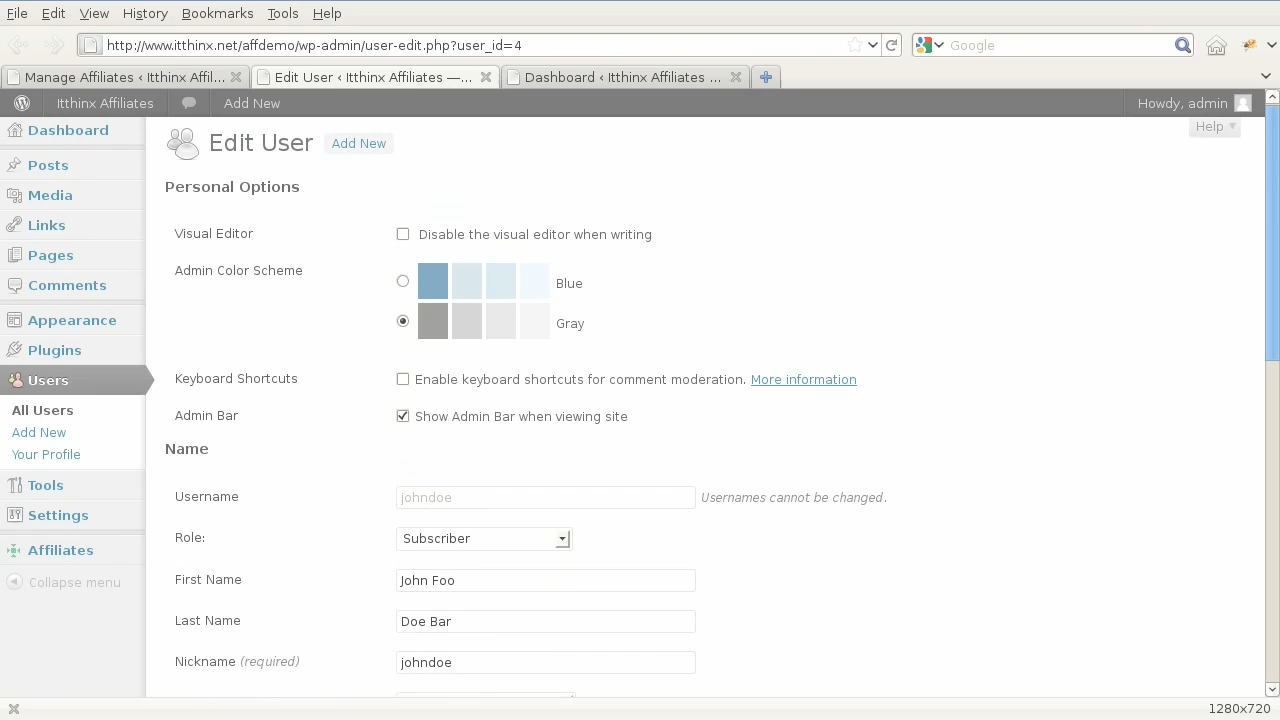 File Edit View History Bookmarks Tools Help
http://www.itthinx.net/affdemo/wp-admin/user-edit.php?user_id=4 Google
Manage Affiliates ‹ Itthinx Affil... Edit User ‹ Itthinx Affiliates —... Dashboard ‹ Itthinx Affiliates ...
Itthinx Affiliates Add New Howdy, admin
Help
Dashboard
Posts
Media
Links
Pages
Comments
Appearance
Plugins
Users
All Users
Add New
Your Profile
Tools
Settings
Affiliates
Collapse menu
Edit User Add New
Personal Options
Visual Editor Disable the visual editor when writing
Admin Color Scheme
Blue
Gray
Keyboard Shortcuts Enable keyboard shortcuts for comment moderation. More information
Admin Bar Show Admin Bar when viewing site
Name
Username johndoe Usernames cannot be changed.
Role: Subscriber
First Name John Foo
Last Name Doe Bar
Nickname (required) johndoe
1280x720